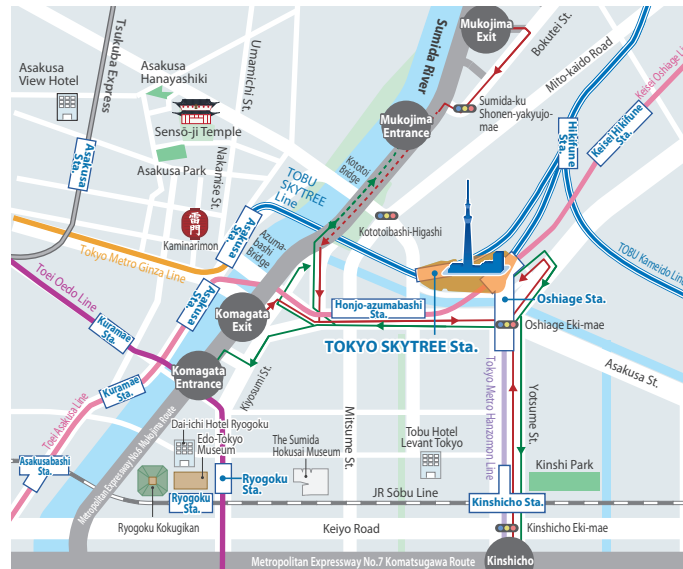 Mukojima
Exit
Bokutei St.
Sumida River
Mito-kaido Road
Keisei Oshiage Line
Tsukuba Express
Asakusa
View Hotel
Asakusa
Hanayashiki
Umamichi St.
Sensō-ji Temple
Mukojima
Entrance
Sumida-ku
Shonen-yakyujo-
mae
Hikifune
Sta.
Keisei Hikifune
Sta.
Asakusa
Sta.
Asakusa Park
Nakamise St.
TOBU
SKYTREE
Line
Kototoi
Bridge
雷門
Kaminarimon
Asakusa
Sta.
Azuma-
bashi
Bridge
Kototoibashi-Higashi
TOBU Kameido Line
Tokyo Metro Ginza Line
Toei Oedo Line
Asakusa
Sta.
Komagata
Exit
Honjo-azumabashi
Sta.
Oshiage Sta.
Oshiage Eki-mae
TOKYO SKYTREE Sta.
Kuramae
Sta.
Komagata
Entrance
Kuramae
Sta.
Kiyosumi St.
Asakusa St.
Toei Asakusa Line
Metropolitan Expressway No.6 Mukojima Route
Mitsume St.
Tokyo Metro Hanzomon Line
Yotsume St.
Dai-ichi Hotel Ryogoku
Edo-Tokyo
Museum
The Sumida
Hokusai Museum
Tobu Hotel
Levant Tokyo
Kinshi Park
Asakusabashi
Sta.
Ryogoku
Sta.
Ryogoku
Sta.
JR Sōbu Line
Kinshicho Sta.
Ryogoku Kokugikan
Keiyo Road
Kinshicho Eki-mae
Metropolitan Expressway No.7 Komatsugawa Route
Kinshicho